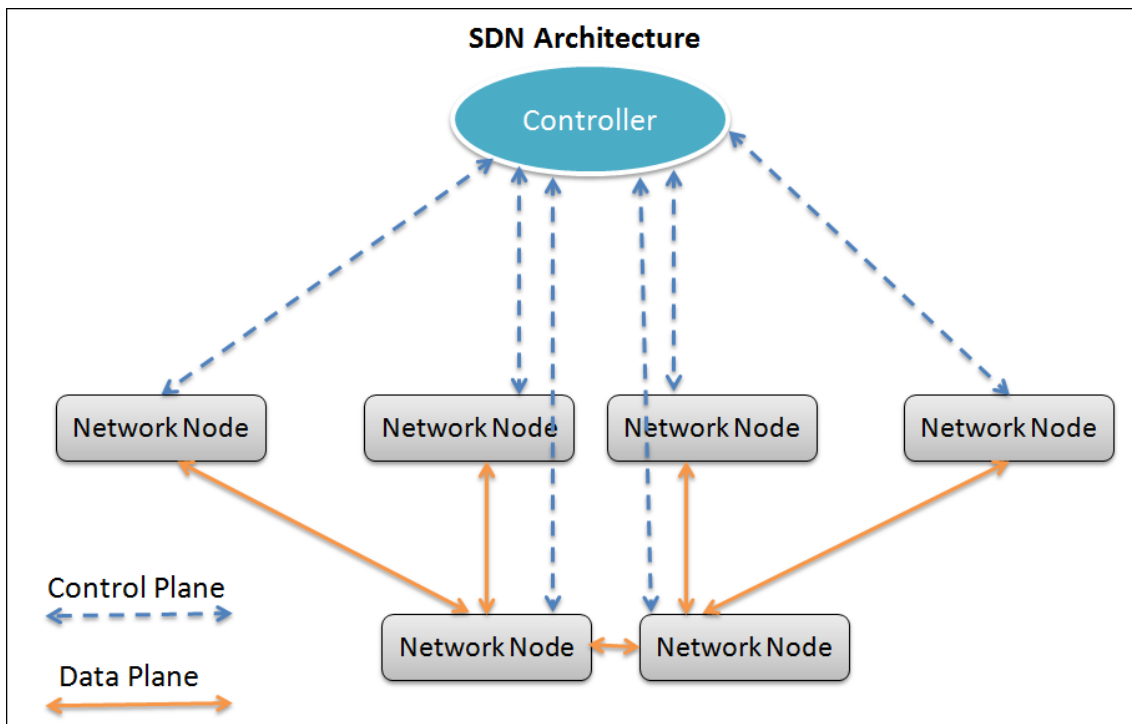 SDN Architecture
Controller
Network Node
Network Node
Network Node
Network Node
Control Plane
Network Node
Network Node
Data Plane